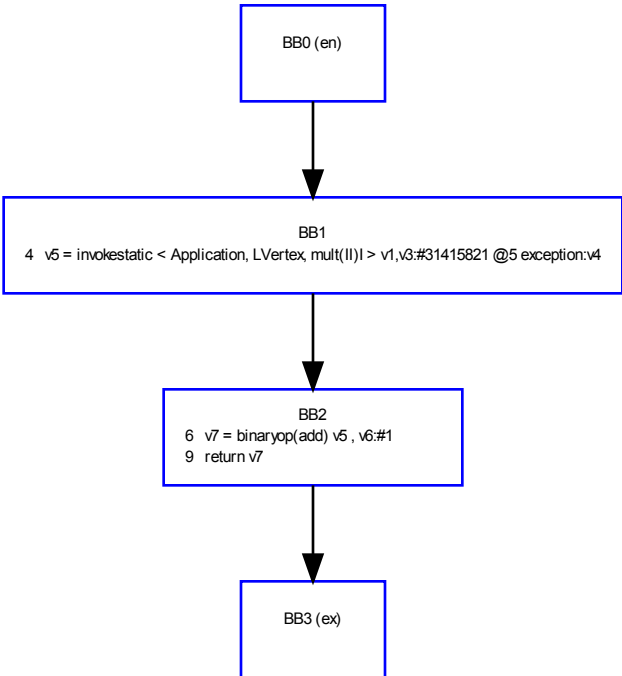 BB0 (en)
BB1
4 v5 = invokestatic < Application, LVertex, mult(II)I > v1,v3:#31415821 @5 exception:v4
BB2
6 v7 = binaryop(add) v5 , v6:#1
9 return v7
BB3 (ex)